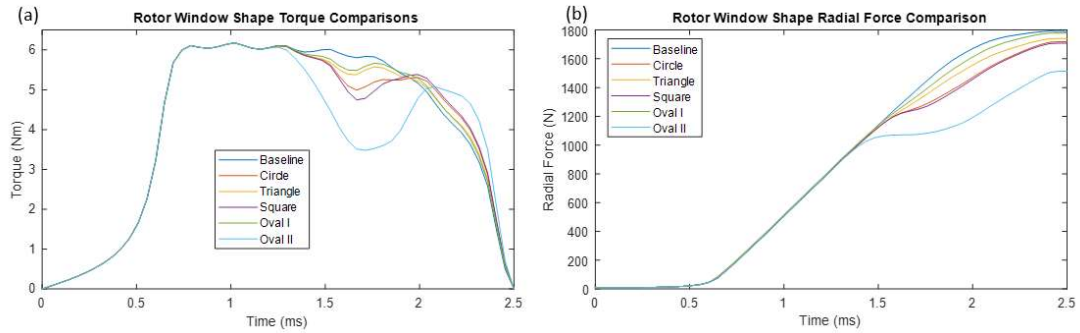 (a)
Rotor Window Shape Torque Comparisons
6
5
4
3
2
1
0
Torque (Nm)
Baseline
Circle
Triangle
Square
Oval I
Oval II
0 0.5 1 1.5 2 2.5
Time (ms)
(b)
Rotor Window Shape Radial Force Comparison
1800
1600
1400
1200
1000
800
600
400
200
0
Radial Force (N)
Baseline
Circle
Triangle
Square
Oval I
Oval II
0 0.5 1 1.5 2 2.5
Time (ms)